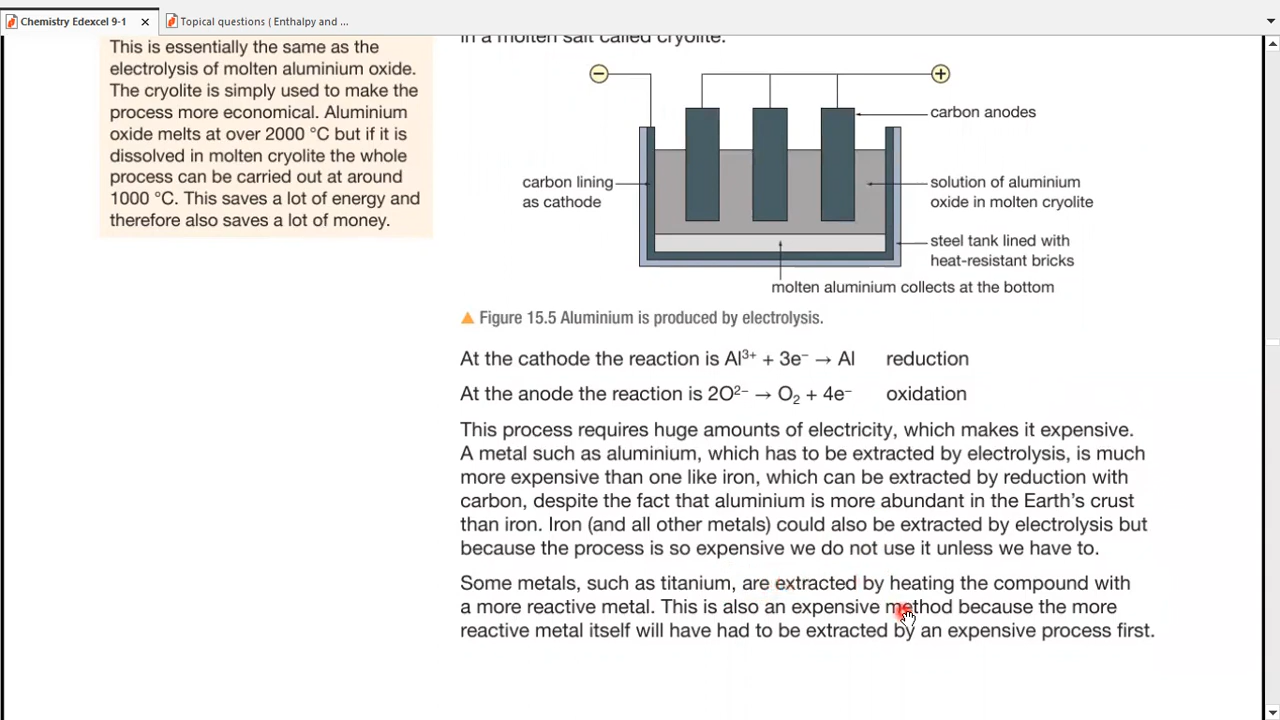 Chemistry Edexcel 9-1
Topical questions ( Enthalpy and ...
This is essentially the same as the
electrolysis of molten aluminium oxide.
The cryolite is simply used to make the
process more economical. Aluminium
oxide melts at over 2000 °C but if it is
dissolved in molten cryolite the whole
process can be carried out at around
1000 °C. This saves a lot of energy and
therefore also saves a lot of money.
in a molten salt called cryolite.
−
+
carbon anodes
carbon lining
as cathode
solution of aluminium
oxide in molten cryolite
steel tank lined with
heat-resistant bricks
molten aluminium collects at the bottom
Figure 15.5 Aluminium is produced by electrolysis.
At the cathode the reaction is Al³⁺ + 3e⁻ → Al reduction
At the anode the reaction is 2O²⁻ → O₂ + 4e⁻ oxidation
This process requires huge amounts of electricity, which makes it expensive.
A metal such as aluminium, which has to be extracted by electrolysis, is much
more expensive than one like iron, which can be extracted by reduction with
carbon, despite the fact that aluminium is more abundant in the Earth's crust
than iron. Iron (and all other metals) could also be extracted by electrolysis but
because the process is so expensive we do not use it unless we have to.
Some metals, such as titanium, are extracted by heating the compound with
a more reactive metal. This is also an expensive method because the more
reactive metal itself will have had to be extracted by an expensive process first.